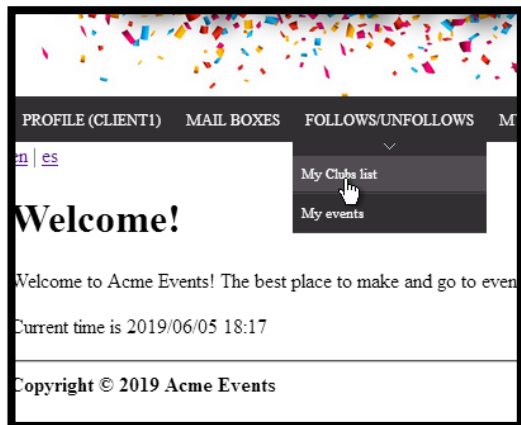 PROFILE (CLIENT1) MAIL BOXES FOLLOWS/UNFOLLOWS
en | es
My Clubs list
My events
Welcome!
Welcome to Acme Events! The best place to make and go to even
Current time is 2019/06/05 18:17
Copyright © 2019 Acme Events